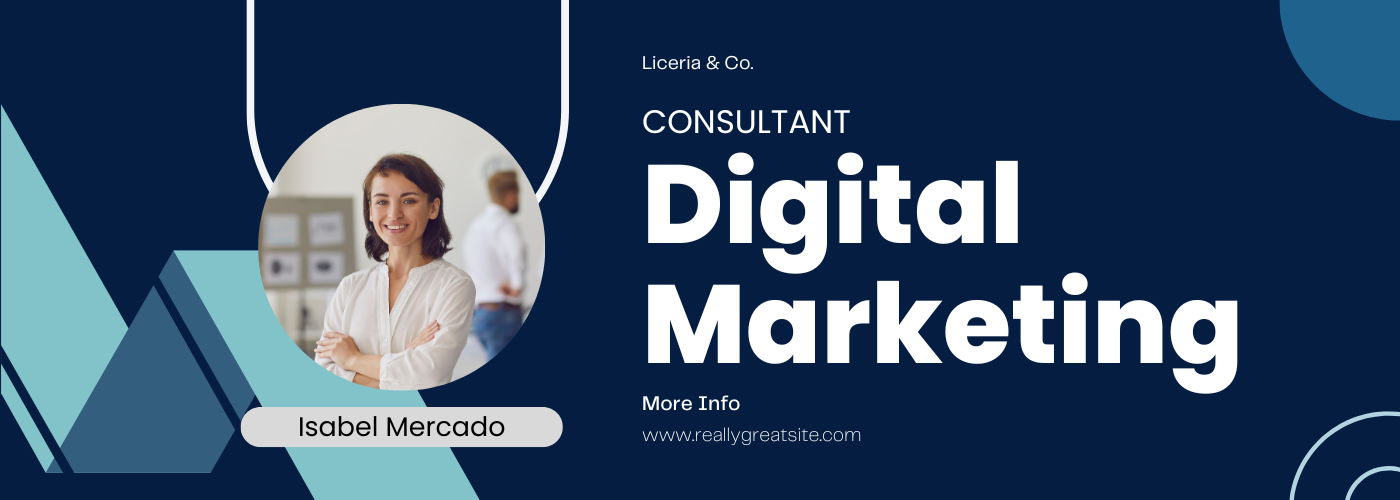 Liceria & Co.
CONSULTANT
Digital
Marketing
More Info
www.reallygreatsite.com
Isabel Mercado